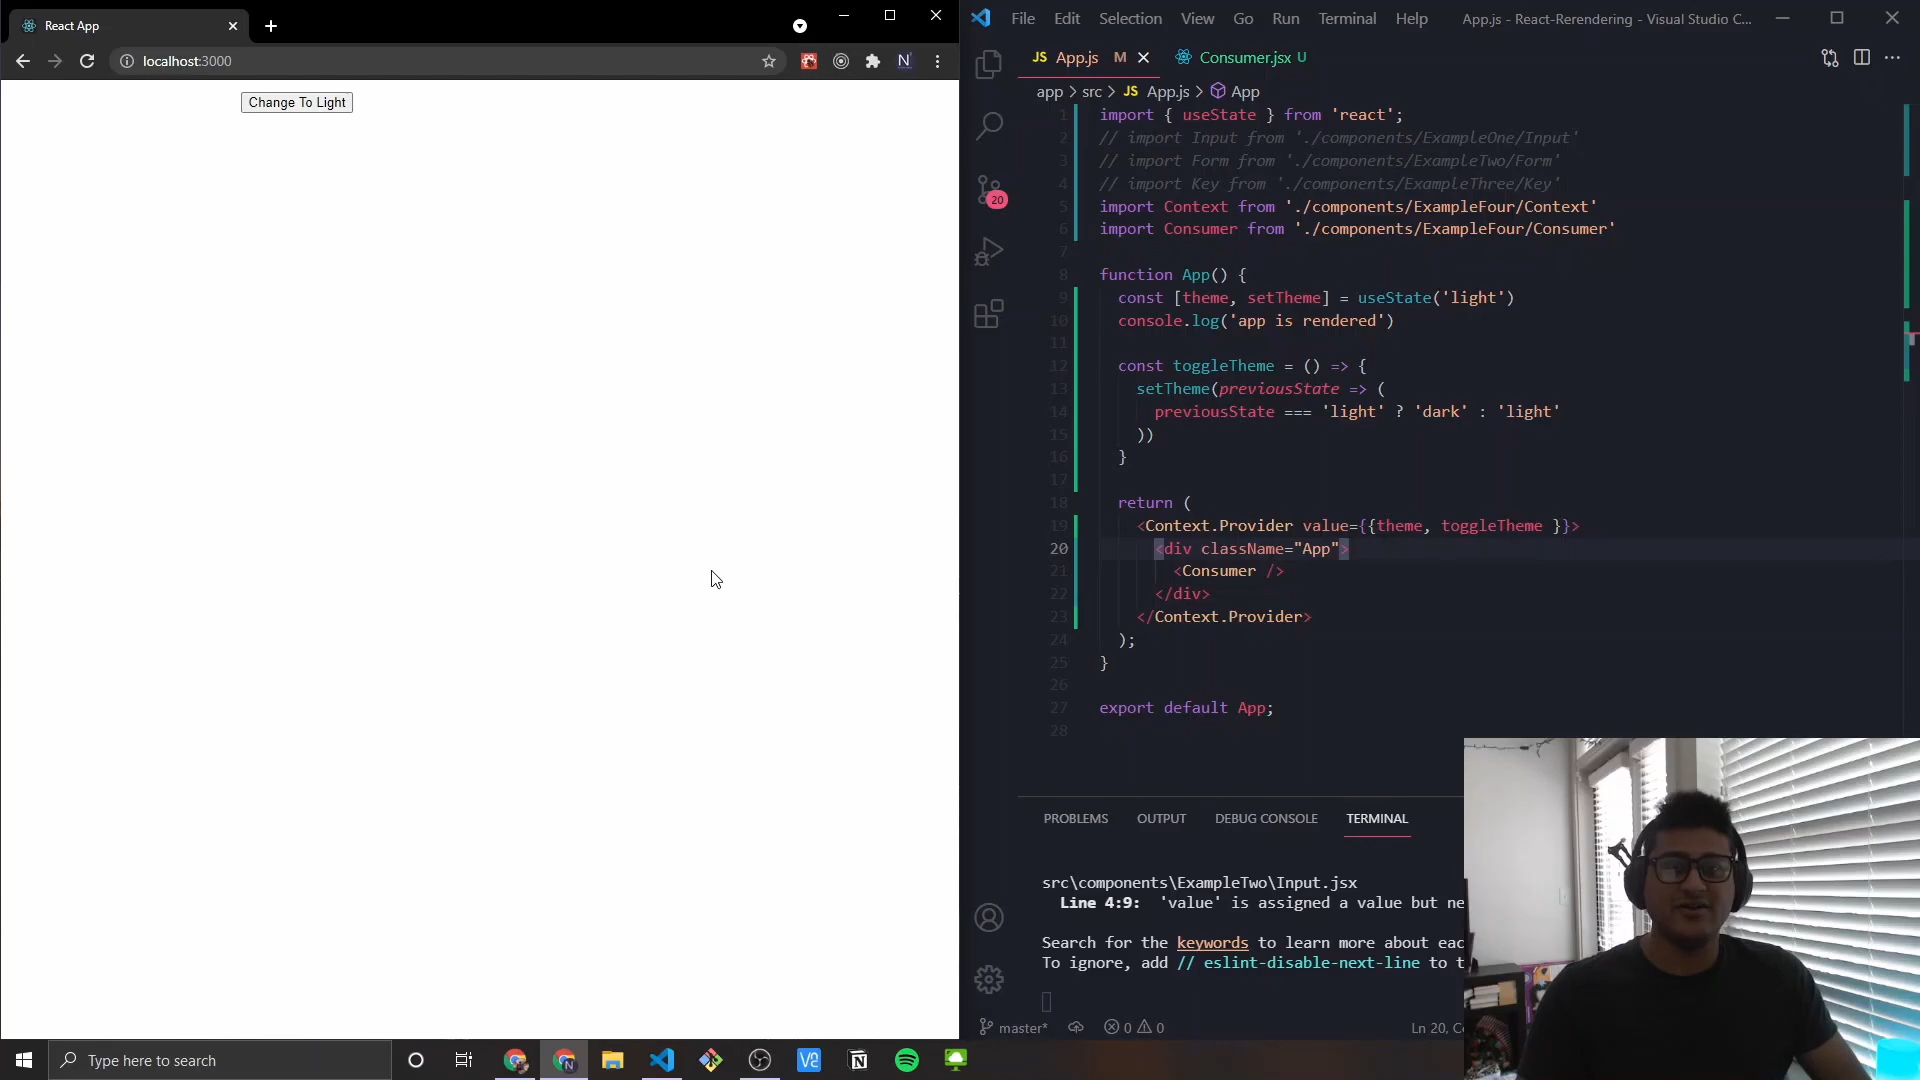 React App
localhost:3000
N
Change To Light
File Edit Selection View Go Run Terminal Help App.js - React-Rerendering - Visual Studio C...
JS App.js M Consumer.jsx U
app > src > JS App.js > App
20
1 import { useState } from 'react';
2 // import Input from './components/ExampleOne/Input'
3 // import Form from './components/ExampleTwo/Form'
4 // import Key from './components/ExampleThree/Key'
5 import Context from './components/ExampleFour/Context'
6 import Consumer from './components/ExampleFour/Consumer'
7
8 function App() {
9 const [theme, setTheme] = useState('light')
10 console.log('app is rendered')
11
12 const toggleTheme = () => {
13 setTheme(previousState => (
14 previousState === 'light' ? 'dark' : 'light'
15 ))
16 }
17
18 return (
19 <Context.Provider value={{theme, toggleTheme }}>
20 <div className="App">
21 <Consumer />
22 </div>
23 </Context.Provider>
24 );
25 }
26
27 export default App;
28
PROBLEMS OUTPUT DEBUG CONSOLE TERMINAL
src\components\ExampleTwo\Input.jsx
Line 4:9: 'value' is assigned a value but ne
Search for the keywords to learn more about eac
To ignore, add // eslint-disable-next-line to t
master* 0 0 Ln 20, C
Type here to search